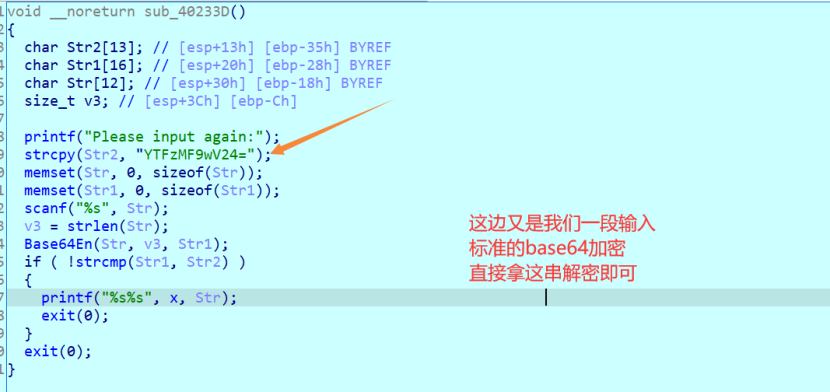 void __noreturn sub_40233D()
{
char Str2[13]; // [esp+13h] [ebp-35h] BYREF
char Str1[16]; // [esp+20h] [ebp-28h] BYREF
char Str[12]; // [esp+30h] [ebp-18h] BYREF
size_t v3; // [esp+3Ch] [ebp-Ch]
printf("Please input again:");
strcpy(Str2, "YTFzMF9wV24=");
memset(Str, 0, sizeof(Str));
memset(Str1, 0, sizeof(Str1));
scanf("%s", Str);
v3 = strlen(Str);
Base64En(Str, v3, Str1);
if ( !strcmp(Str1, Str2) )
{
printf("%s%s", x, Str);
exit(0);
}
exit(0);
}
这边又是我们一段输入
标准的base64加密
直接拿这串解密即可